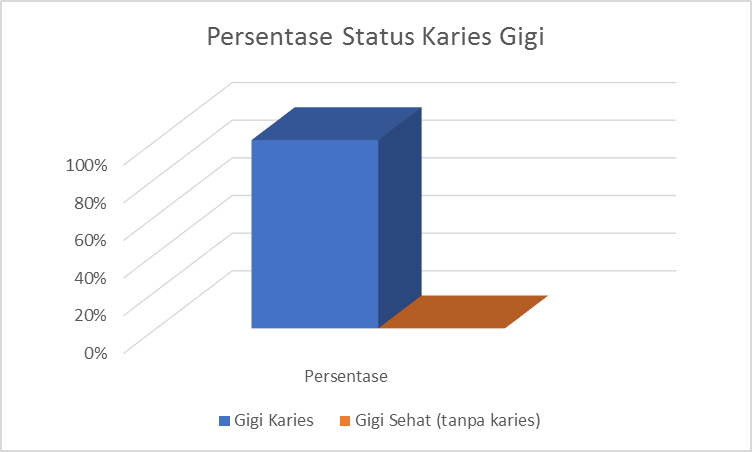 Persentase Status Karies Gigi
100%
80%
60%
40%
20%
0%
Persentase
Gigi Karies
Gigi Sehat (tanpa karies)